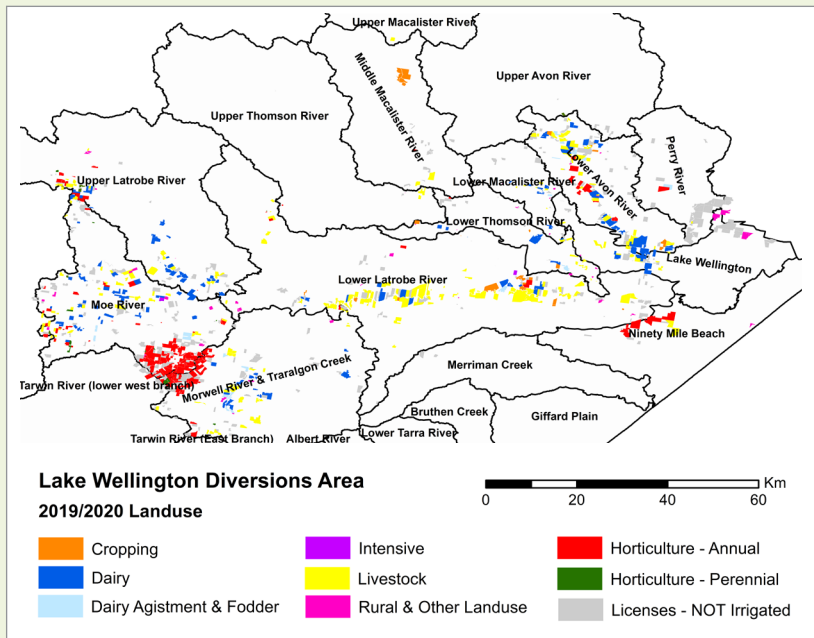 Upper Macalister River
Middle Macalister River
Upper Avon River
Upper Thomson River
Perry River
Lower Avon River
Upper Latrobe River
Lower Macalister River
Lower Thomson River
Lake Wellington
Lower Latrobe River
Moe River
Ninety Mile Beach
Merriman Creek
Tarwin River (lower west branch)
Morwell River & Traralgon Creek
Bruthen Creek
Giffard Plain
Tarwin River (East Branch)
Albert River
Lower Tarra River
Lake Wellington Diversions Area
2019/2020 Landuse
Km
0 20 40 60
Cropping
Dairy
Dairy Agistment & Fodder
Intensive
Livestock
Rural & Other Landuse
Horticulture - Annual
Horticulture - Perennial
Licenses - NOT Irrigated